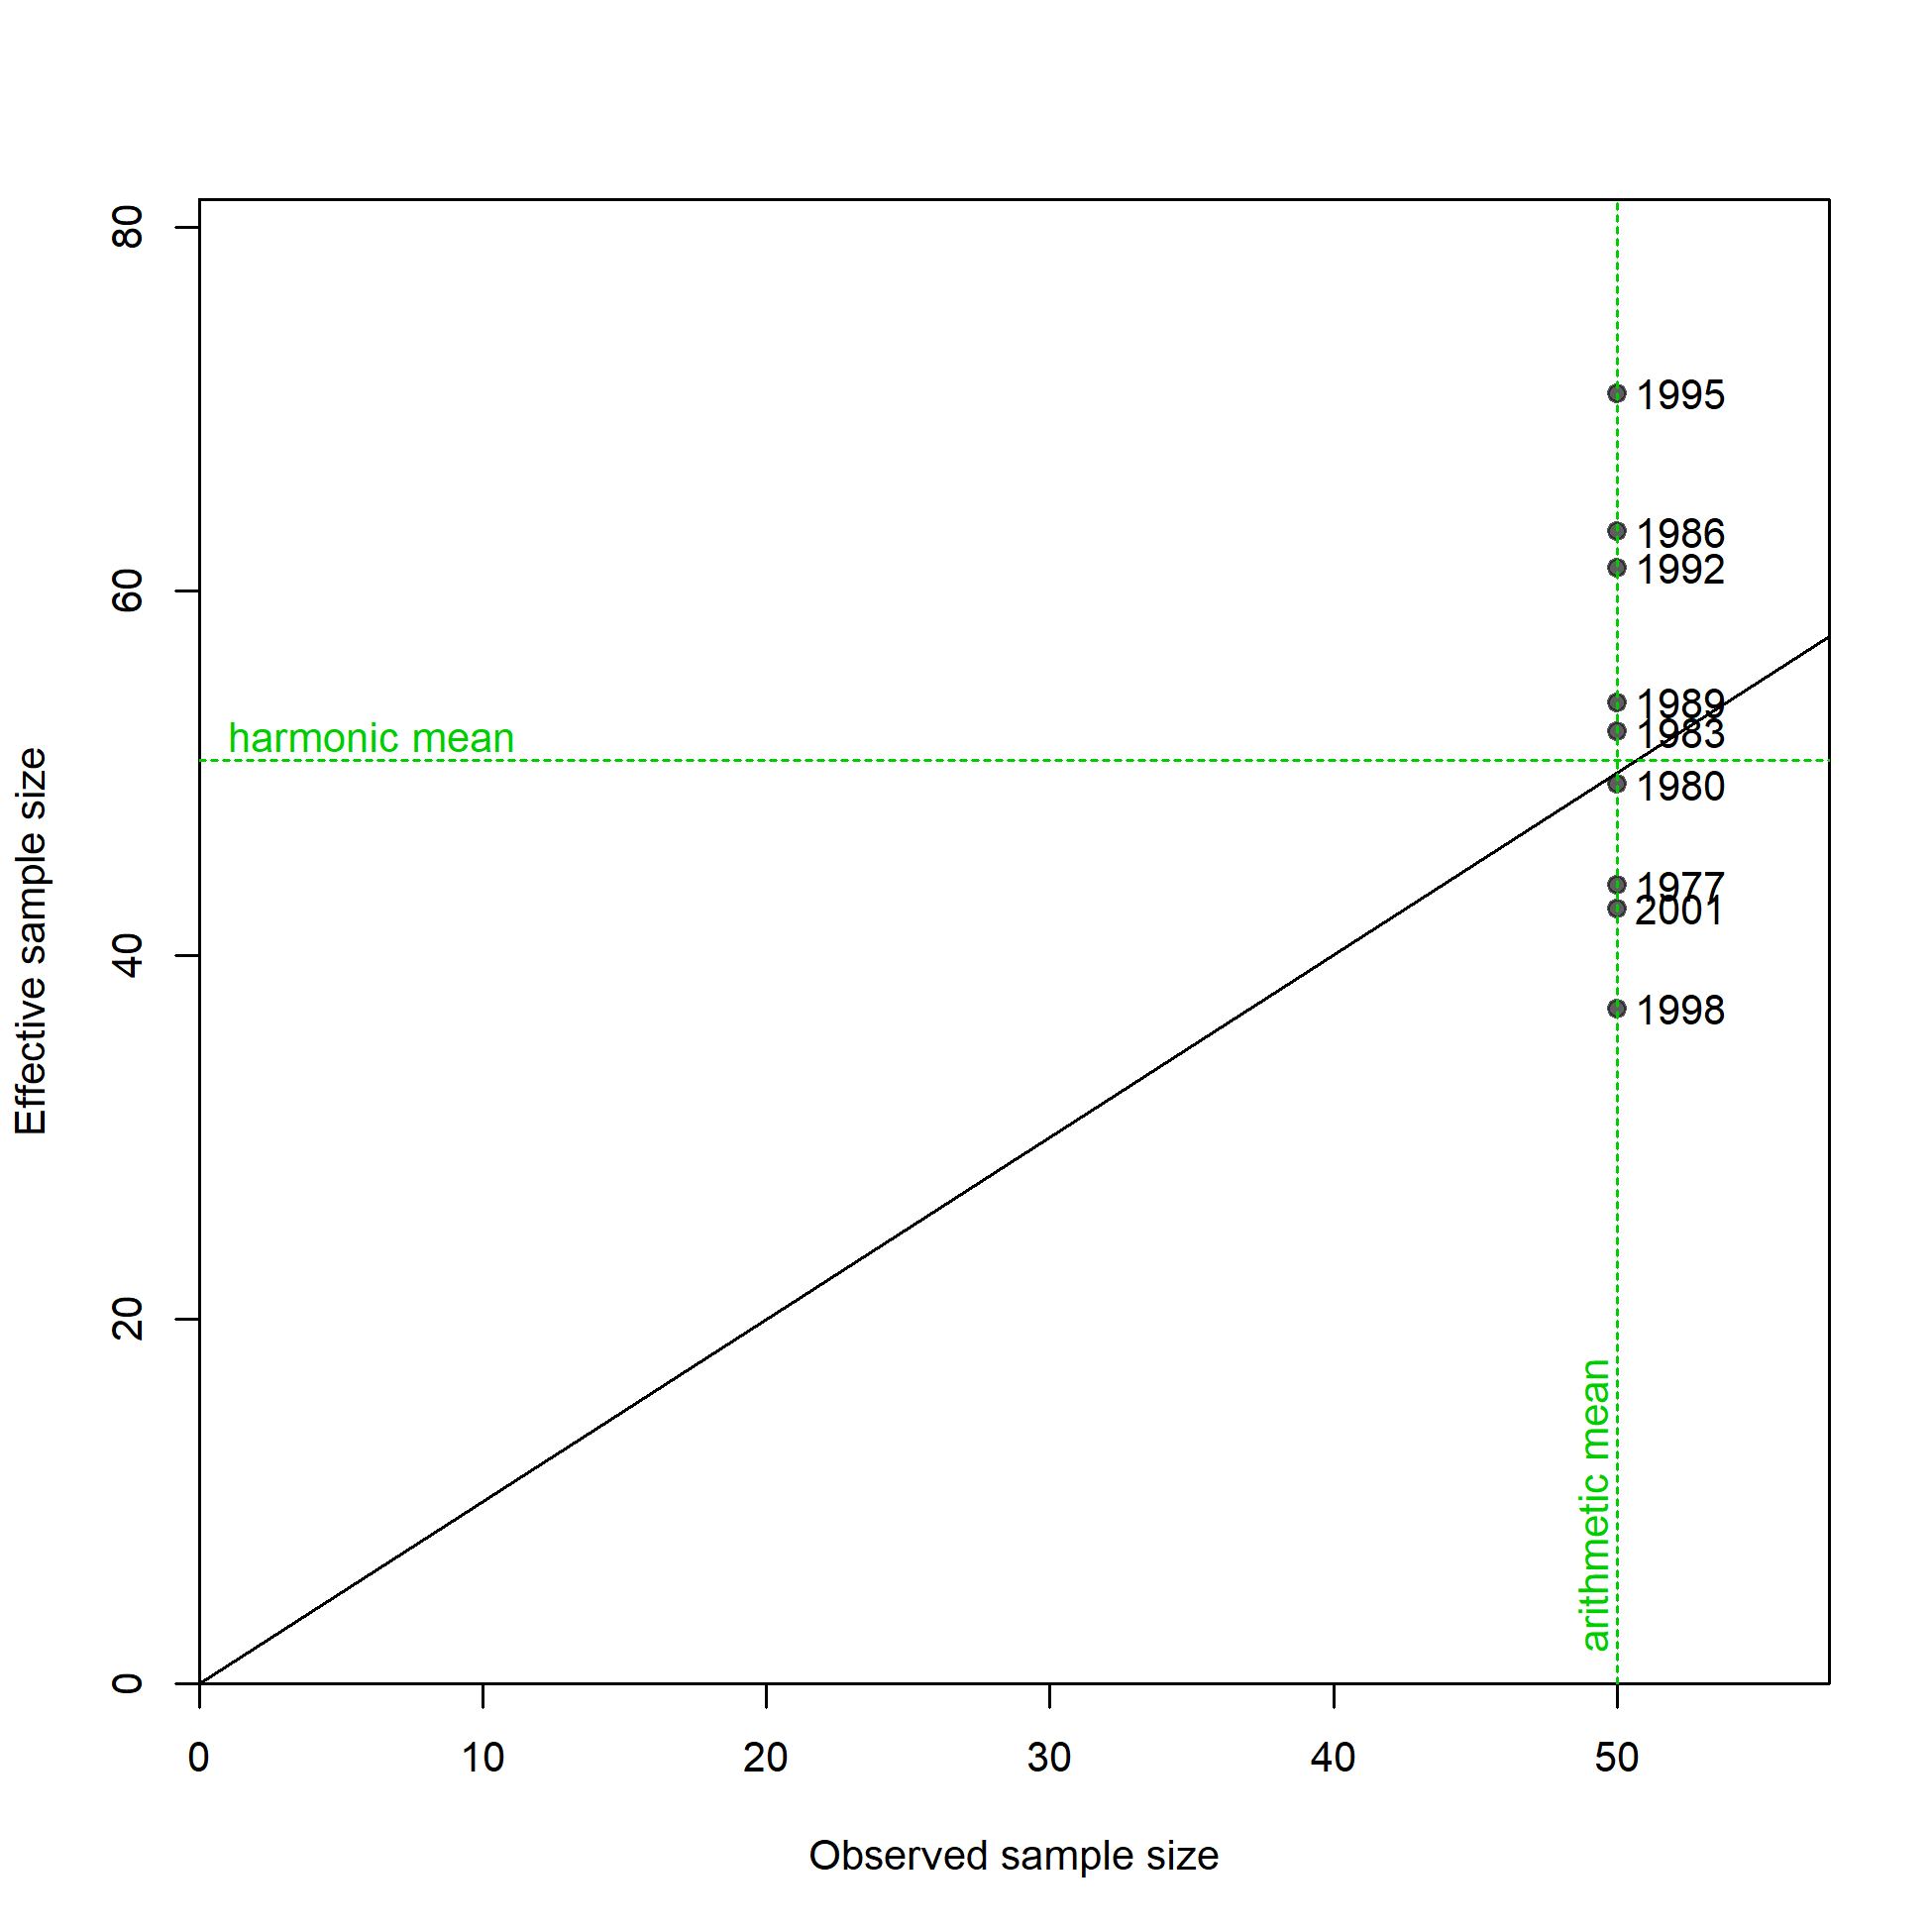 80
60
40
20
0
Effective sample size
harmonic mean
1995
1986
1992
1989
1983
1980
1977
2001
1998
arithmetic mean
0 10 20 30 40 50
Observed sample size